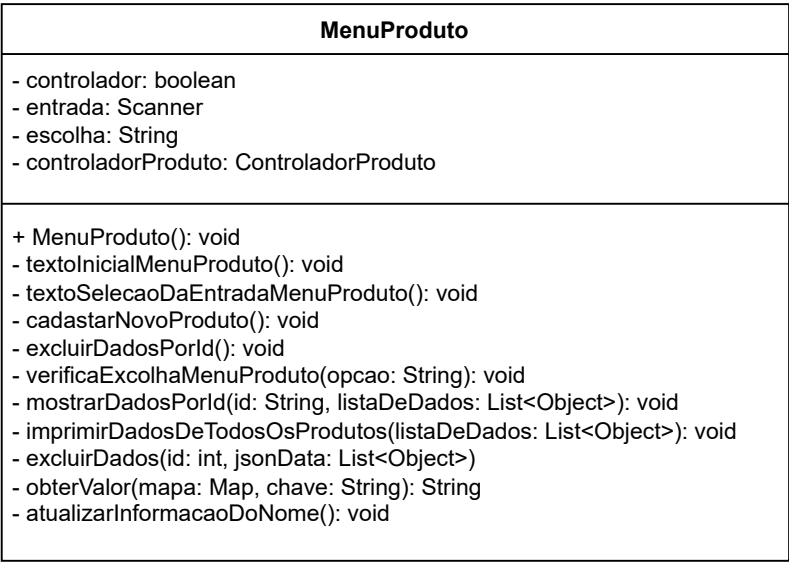 MenuProduto
- controlador: boolean
- entrada: Scanner
- escolha: String
- controladorProduto: ControladorProduto
+ MenuProduto(): void
- textoInicialMenuProduto(): void
- textoSelecaoDaEntradaMenuProduto(): void
- cadastarNovoProduto(): void
- excluirDadosPorId(): void
- verificaExcolhaMenuProduto(opcao: String): void
- mostrarDadosPorId(id: String, listaDeDados: List<Object>): void
- imprimirDadosDeTodosOsProdutos(listaDeDados: List<Object>): void
- excluirDados(id: int, jsonData: List<Object>)
- obterValor(mapa: Map, chave: String): String
- atualizarInformacaoDoNome(): void